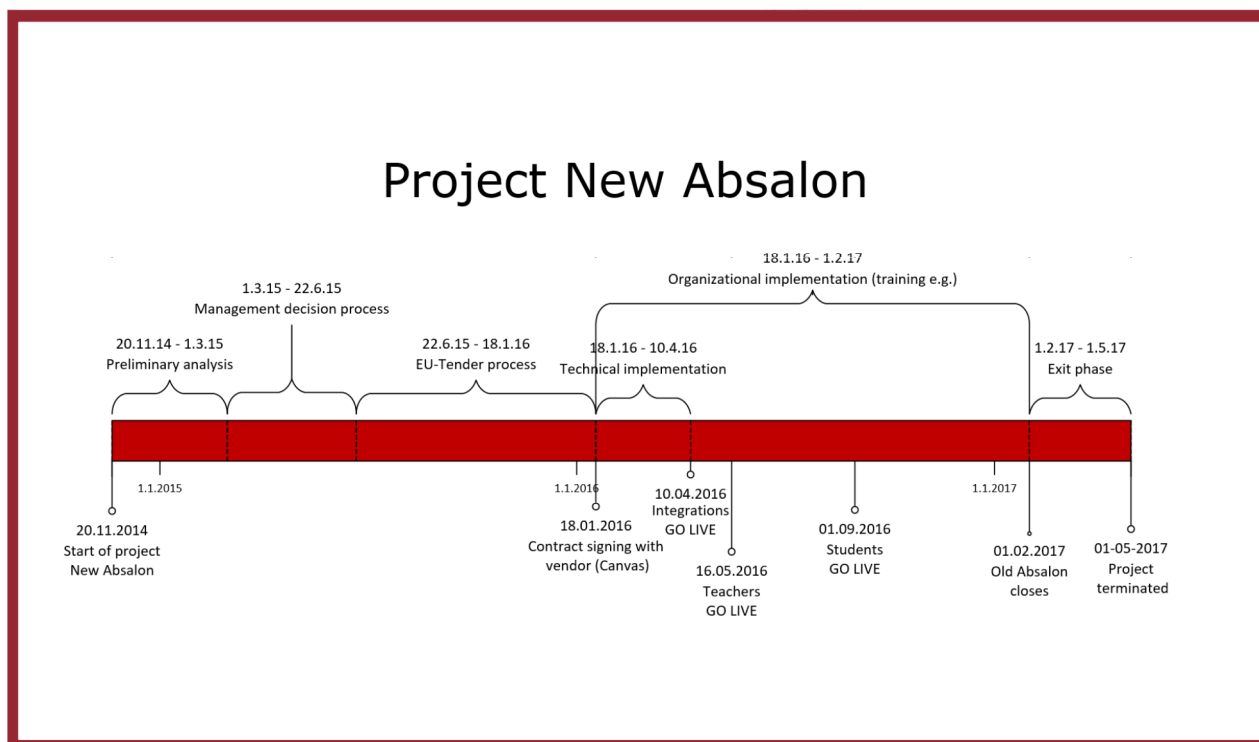 Project New Absalon
18.1.16 - 1.2.17
Organizational implementation (training e.g.)
1.3.15 - 22.6.15
Management decision process
20.11.14 - 1.3.15
Preliminary analysis
22.6.15 - 18.1.16
EU-Tender process
18.1.16 - 10.4.16
Technical implementation
1.2.17 - 1.5.17
Exit phase
1.1.2015
1.1.2016
1.1.2017
20.11.2014
Start of project
New Absalon
18.01.2016
Contract signing with
vendor (Canvas)
10.04.2016
Integrations
GO LIVE
16.05.2016
Teachers
GO LIVE
01.09.2016
Students
GO LIVE
01.02.2017
Old Absalon
closes
01-05-2017
Project
terminated